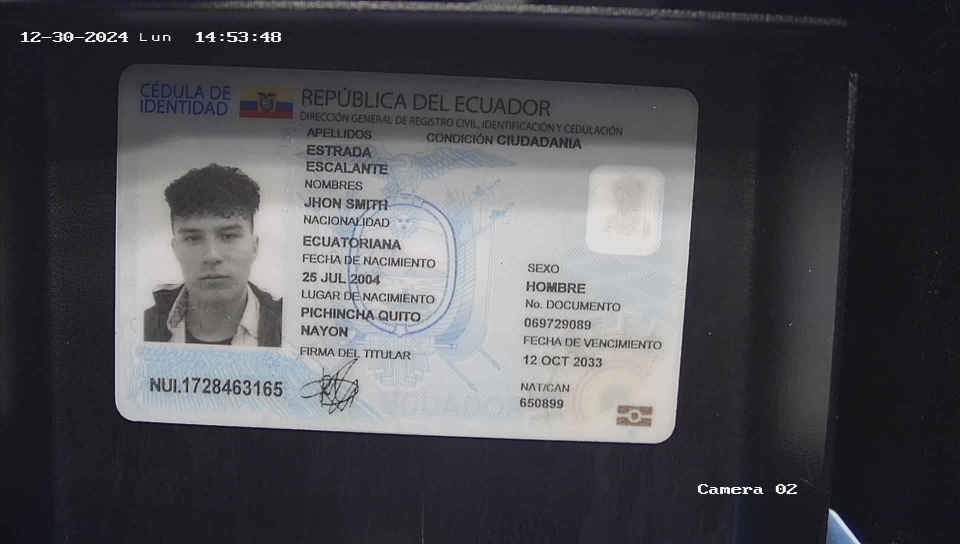 12-30-2024 Lun 14:53:48
CÉDULA DE
IDENTIDAD
REPÚBLICA DEL ECUADOR
DIRECCIÓN GENERAL DE REGISTRO CIVIL, IDENTIFICACIÓN Y CEDULACIÓN
APELLIDOS
CONDICIÓN CIUDADANIA
ESTRADA
ESCALANTE
NOMBRES
JHON SMITH
NACIONALIDAD
ECUATORIANA
FECHA DE NACIMIENTO
25 JUL 2004
LUGAR DE NACIMIENTO
PICHINCHA QUITO
NAYON
FIRMA DEL TITULAR
SEXO
HOMBRE
No. DOCUMENTO
069729089
FECHA DE VENCIMIENTO
12 OCT 2033
NAT/CAN
650899
NUI.1728463165
Camera 02